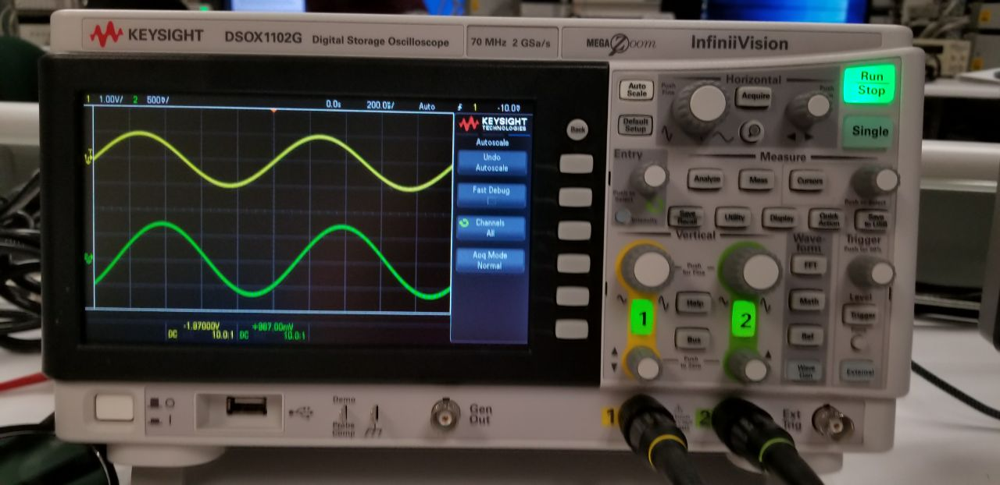 KEYSIGHT DSOX1102G Digital Storage Oscilloscope 70 MHz 2 GSa/s MEGA Zoom InfiniiVision
1 1.00V/ 2 500▿/ 0.0s 200.0▿/ Auto 1 -10.0▿
KEYSIGHT
TECHNOLOGIES
Autoscale
Undo
Autoscale
Fast Debug
Channels
All
Acq Mode
Normal
-1.87000V
DC 10.0:1
+987.00mV
DC 10.0:1
Back
Auto
Scale
Default
Setup
Push
Fine
Horizontal
Acquire
Push
Run
Stop
Single
Entry
Push to
Select
Intensity
Measure
Analyze
Meas
Cursors
Push to Select
Save
Recall
Utility
Display
Quick
Action
Save
to USB
Vertical
Push
for Fine
1
2
Help
Bus
Push
to Zero
Wave-
form
FFT
Math
Ref
Wave
Gen
Trigger
Push for 50%
Level
Trigger
External
Demo
Probe
Comp
Gen
Out
1
2
Ext
Trig